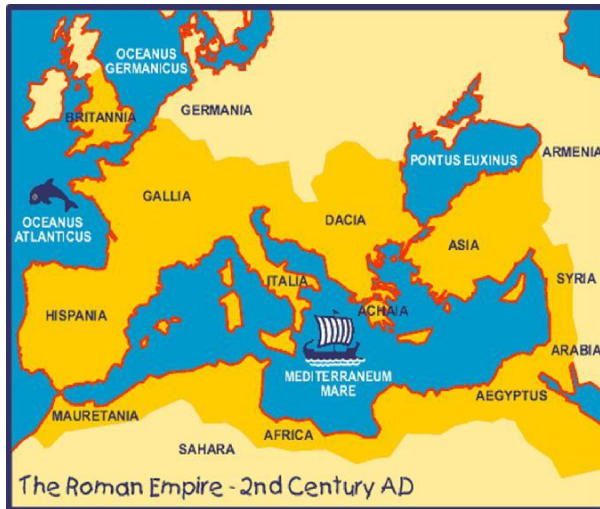 OCEANUS
GERMANICUS
BRITANNIA
GERMANIA
PONTUS EUXINUS
ARMENIA
GALLIA
OCEANUS
ATLANTICUS
DACIA
ASIA
ITALIA
SYRIA
HISPANIA
ACHAIA
ARABIA
MEDITERRANEUM
MARE
AEGYPTUS
MAURETANIA
AFRICA
SAHARA
The Roman Empire - 2nd Century AD